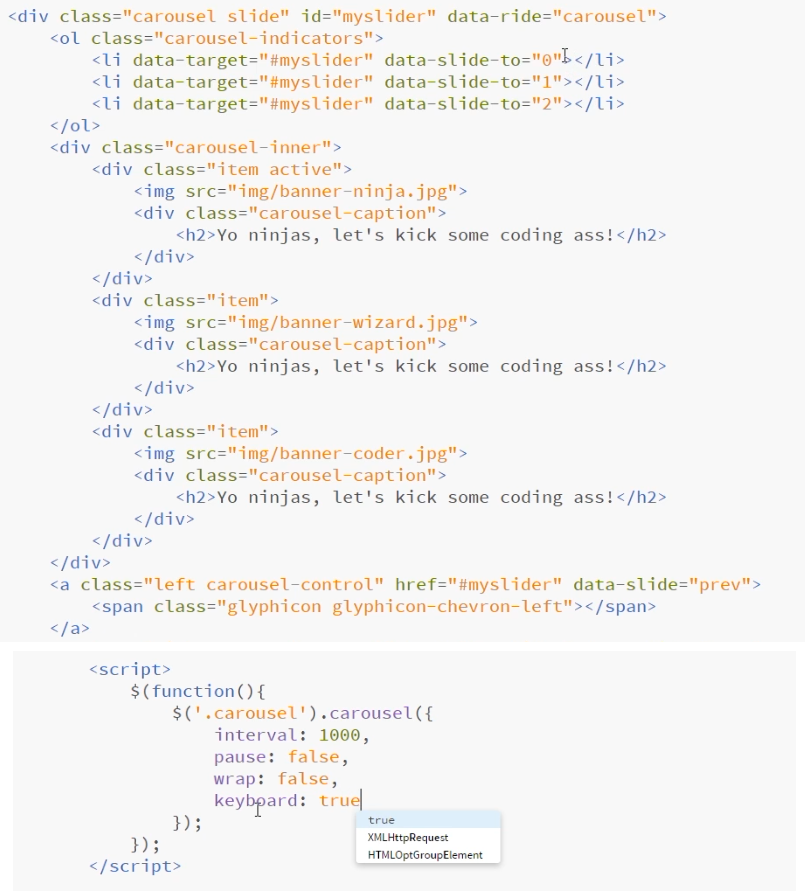 <div class="carousel slide" id="myslider" data-ride="carousel">
    <ol class="carousel-indicators">
        <li data-target="#myslider" data-slide-to="0"></li>
        <li data-target="#myslider" data-slide-to="1"></li>
        <li data-target="#myslider" data-slide-to="2"></li>
    </ol>
    <div class="carousel-inner">
        <div class="item active">
            <img src="img/banner-ninja.jpg">
            <div class="carousel-caption">
                <h2>Yo ninjas, let's kick some coding ass!</h2>
            </div>
        </div>
        <div class="item">
            <img src="img/banner-wizard.jpg">
            <div class="carousel-caption">
                <h2>Yo ninjas, let's kick some coding ass!</h2>
            </div>
        </div>
        <div class="item">
            <img src="img/banner-coder.jpg">
            <div class="carousel-caption">
                <h2>Yo ninjas, let's kick some coding ass!</h2>
            </div>
        </div>
    </div>
    <a class="left carousel-control" href="#myslider" data-slide="prev">
        <span class="glyphicon glyphicon-chevron-left"></span>
    </a>
<script>
    $(function(){
        $('.carousel').carousel({
            interval: 1000,
            pause: false,
            wrap: false,
            keyboard: true
true
XMLHttpRequest
HTMLOptGroupElement
        });
    });
</script>